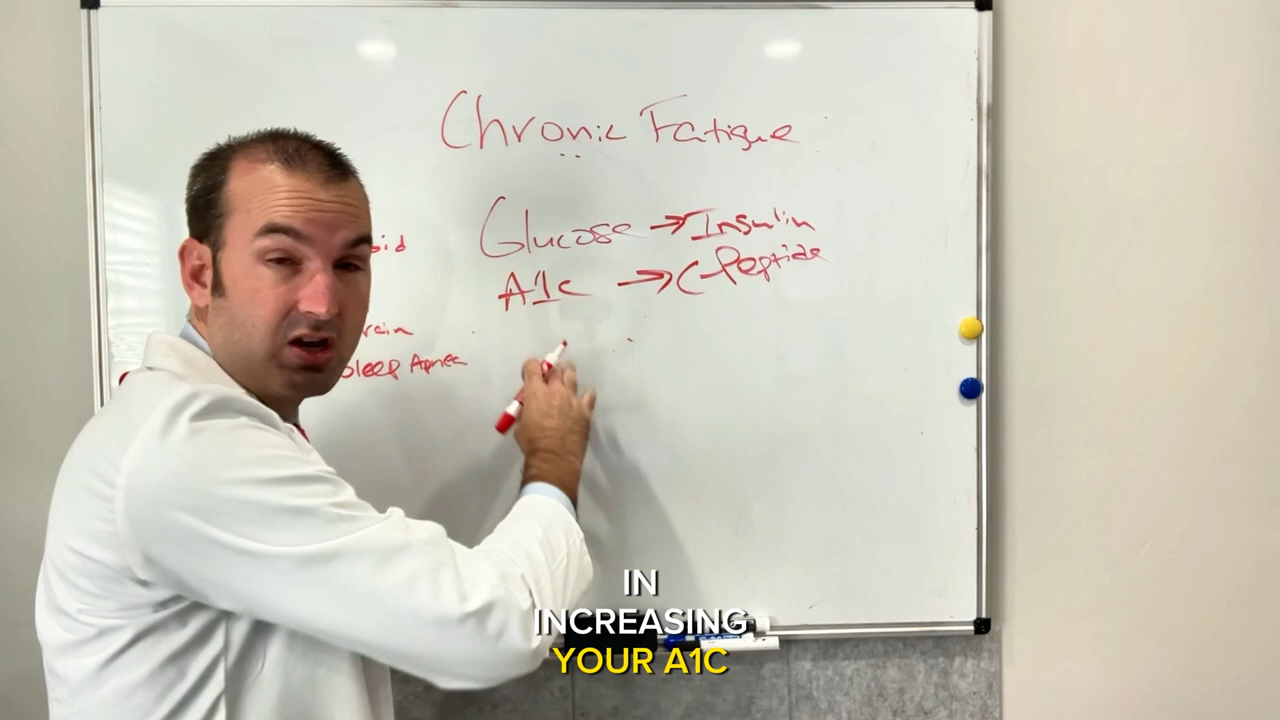 Chronic Fatigue
Glucose → Insulin
A1c → C-Peptide
Sleep Apnea
IN
INCREASING
YOUR A1C